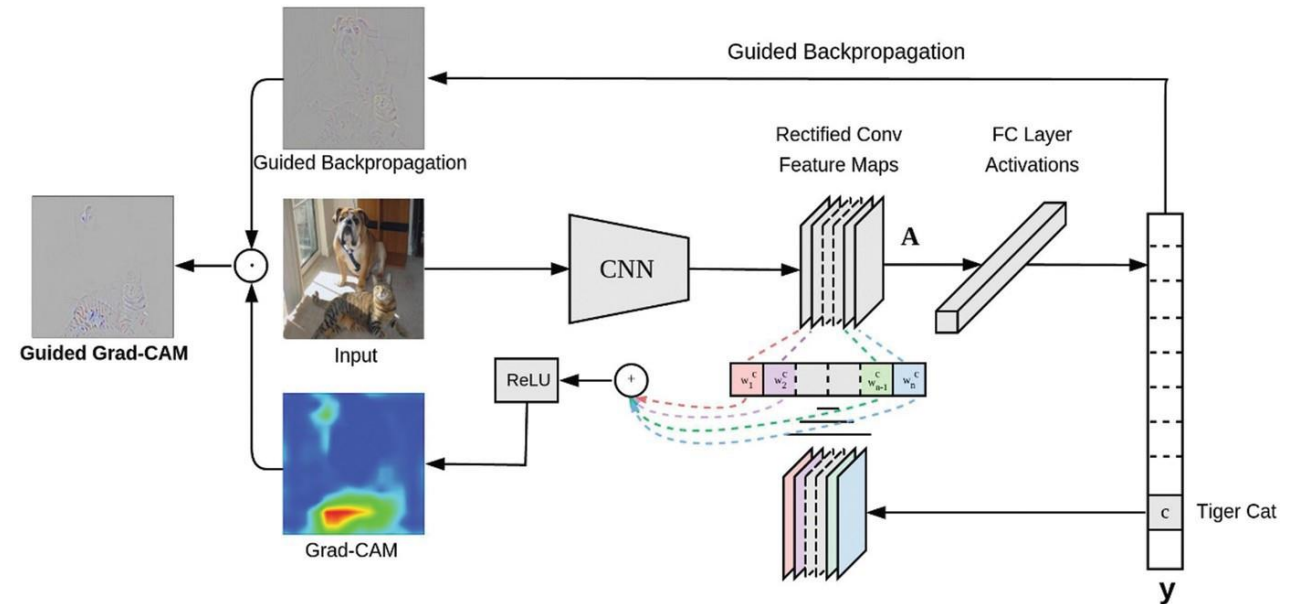 Guided Backpropagation
Rectified Conv
Feature Maps
FC Layer
Activations
Guided Backpropagation
A
CNN
Guided Grad-CAM
Input
ReLU
+
w₁ᶜ
w₂ᶜ
wₙ₋₁ᶜ
wₙᶜ
Grad-CAM
c
Tiger Cat
y